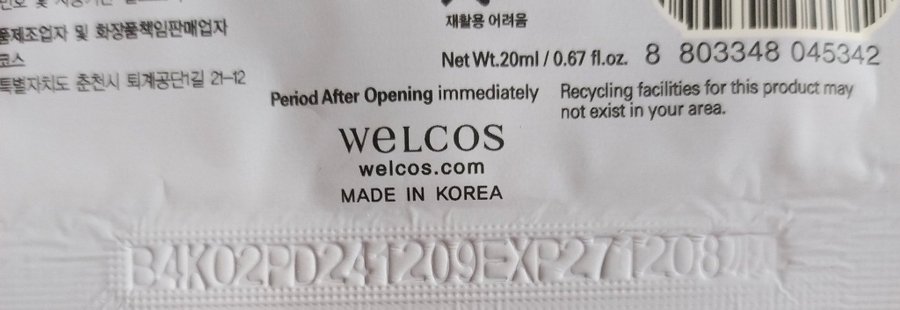 품제조업자 및 화장품책임판매업자
코스
특별자치도 춘천시 퇴계공단1길 21-12
재활용 어려움
Net Wt.20ml / 0.67 fl.oz.
8 803348 045342
Period After Opening immediately
Recycling facilities for this product may
not exist in your area.
WELCOS
welcos.com
MADE IN KOREA
B4K02PD241209EXP271208